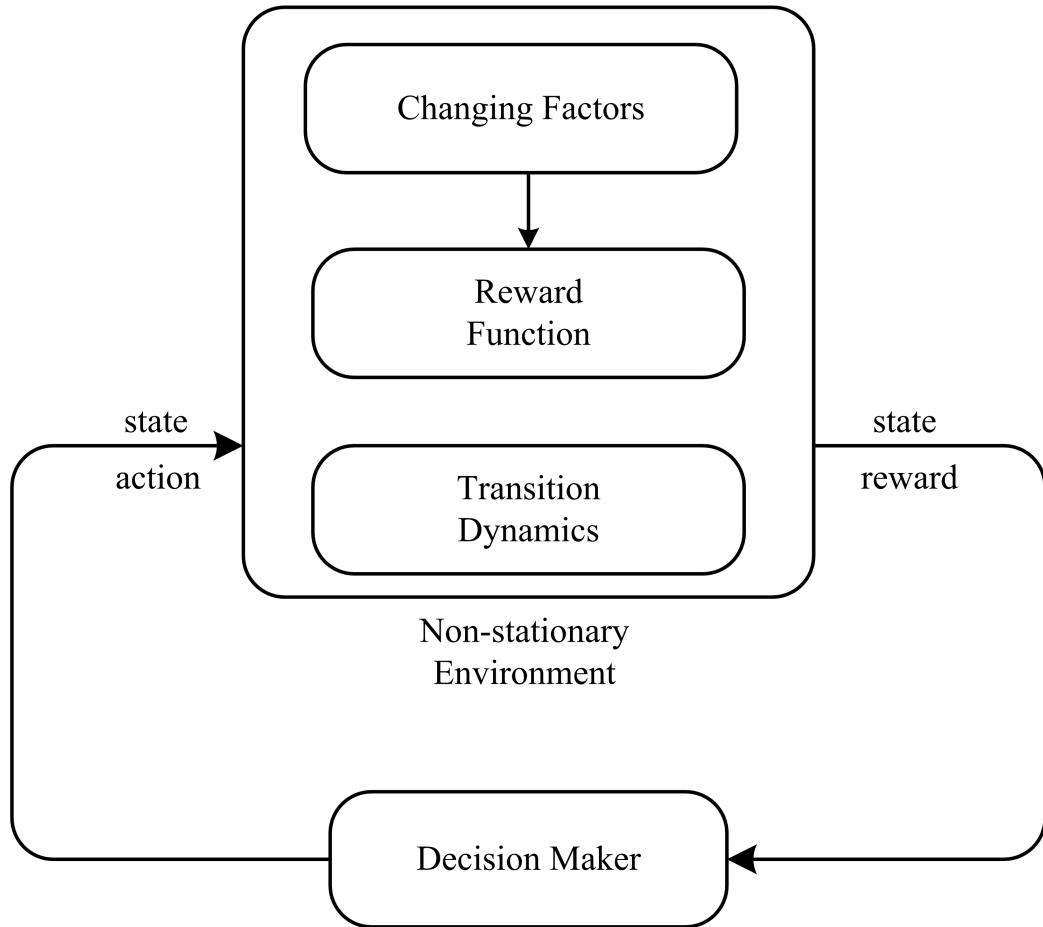 Changing Factors
Reward
Function
state
action
state
reward
Transition
Dynamics
Non-stationary
Environment
Decision Maker